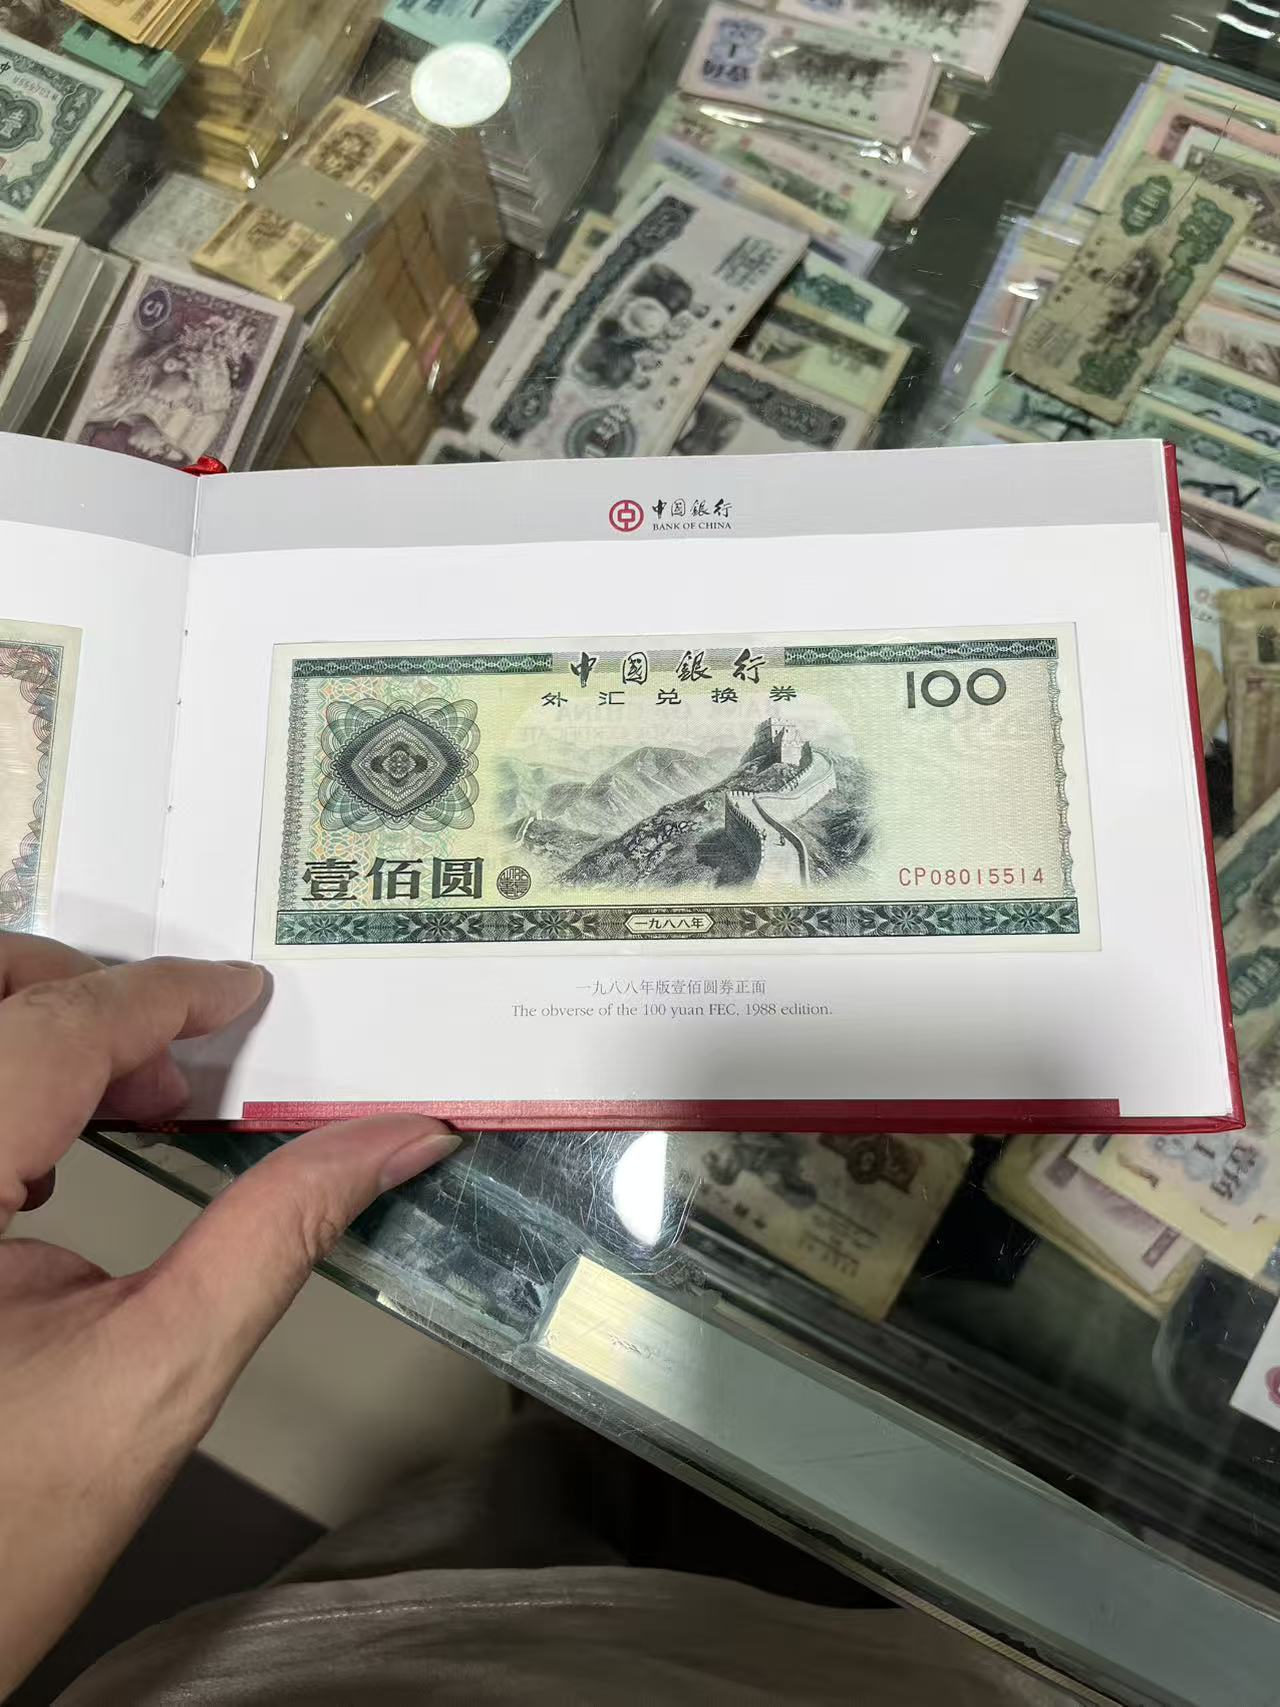 中国銀行
BANK OF CHINA
中国銀行
外汇兑换券
100
壹佰圆
CP08015514
一九八八年
一九八八年版壹佰圆券正面
The obverse of the 100 yuan FEC, 1988 edition.